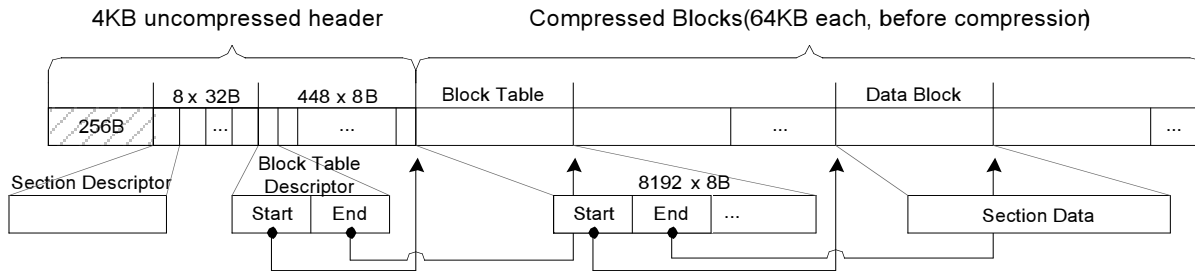 4KB uncompressed header
Compressed Blocks(64KB each, before compression)
8 x 32B
448 x 8B
Block Table
Data Block
256B
...
...
...
...
Section Descriptor
Block Table
Descriptor
8192 x 8B
Start
End
Start
End
...
Section Data